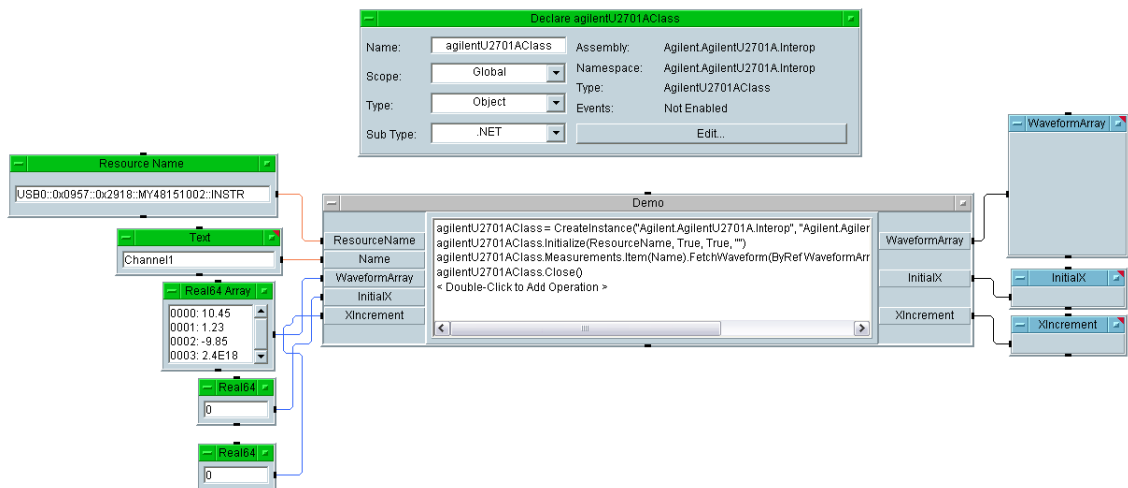 Declare agilentU2701AClass
Name: agilentU2701AClass Assembly: Agilent.AgilentU2701A.Interop
Scope: Global Namespace: Agilent.AgilentU2701A.Interop
Type: Object Type: AgilentU2701AClass
Events: Not Enabled
Sub Type: .NET Edit...
WaveformArray
Resource Name
USB0::0x0957::0x2918::MY48151002::INSTR
Text
Channel1
Real64 Array
0000: 10.45
0001: 1.23
0002: -9.85
0003: 2.4E18
Real64
0
Real64
0
Demo
ResourceName
Name
WaveformArray
InitialX
XIncrement
agilentU2701AClass = CreateInstance("Agilent.AgilentU2701A.Interop", "Agilent.Agiler
agilentU2701AClass.Initialize(ResourceName, True, True, "")
agilentU2701AClass.Measurements.Item(Name).FetchWaveform(ByRef WaveformArr
agilentU2701AClass.Close()
< Double-Click to Add Operation >
WaveformArray
InitialX
XIncrement
InitialX
XIncrement